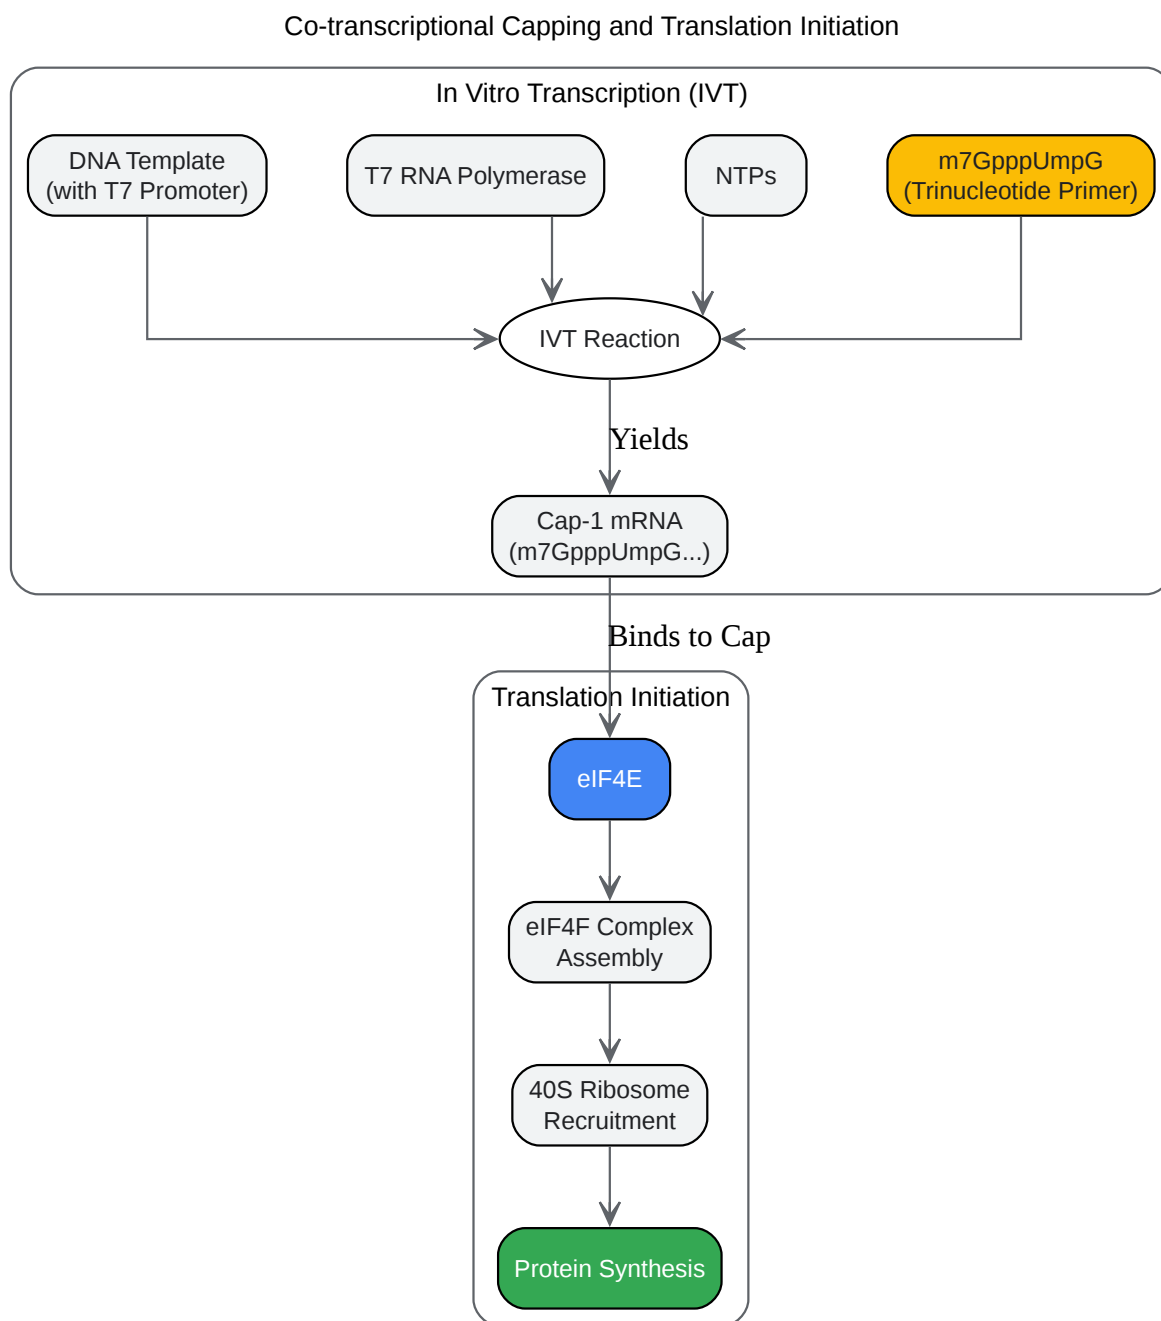 Co-transcriptional Capping and Translation Initiation
In Vitro Transcription (IVT)
DNA Template
(with T7 Promoter)
T7 RNA Polymerase
NTPs
m7GpppUmpG
(Trinucleotide Primer)
IVT Reaction
Yields
Cap-1 mRNA
(m7GpppUmpG...)
Binds to Cap
Translation Initiation
eIF4E
eIF4F Complex
Assembly
40S Ribosome
Recruitment
Protein Synthesis